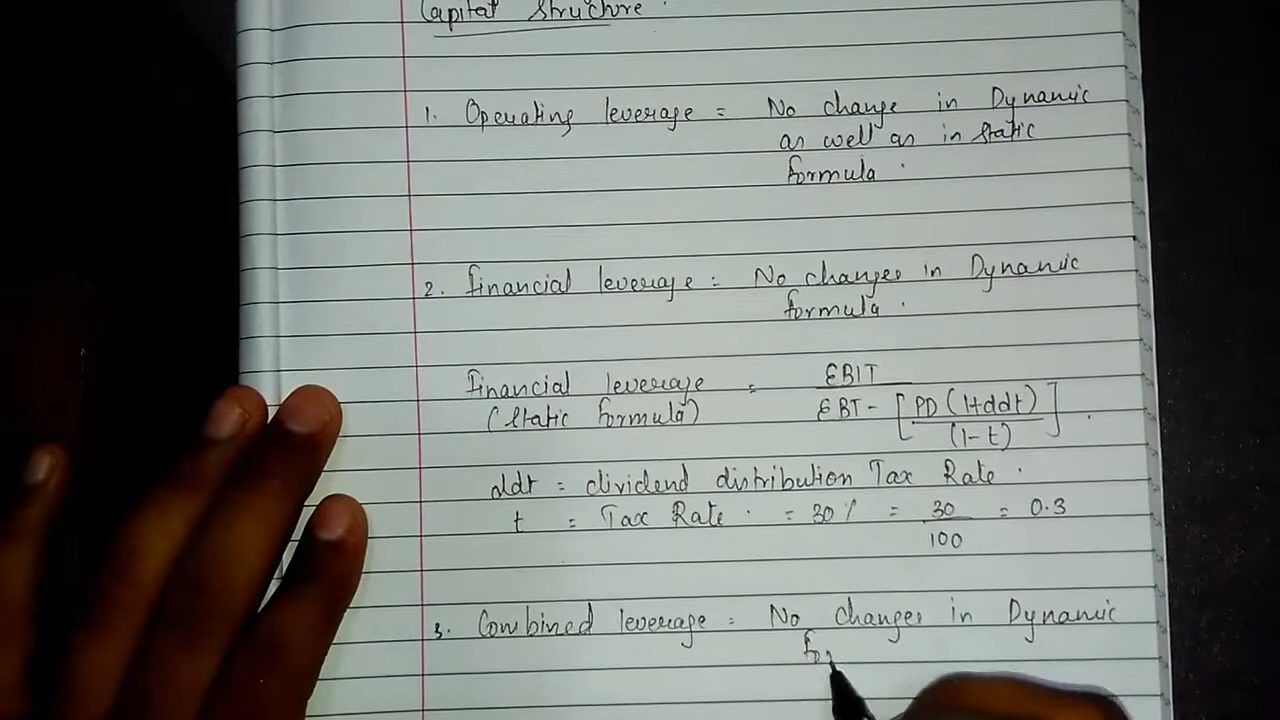 Capital Structure.
1. Operating leverage = No change in Dynamic
as well as in Static
formula.
2. Financial leverage = No changes in Dynamic
formula.
Financial leverage = EBIT
(Static formula) EBT - [PD (1+ddt)
(1-t)].
ddt = dividend distribution Tax Rate.
t = Tax Rate. = 30% = 30 = 0.3
100
3. Combined leverage = No changes in Dynamic
fo